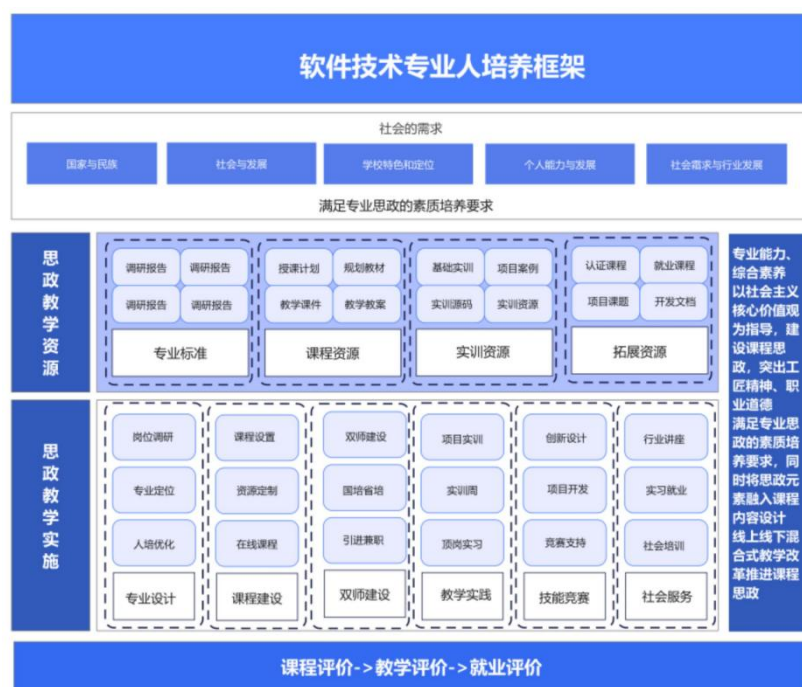 软件技术专业人培养框架
社会的需求
国家与民族
社会与发展
学校特色和定位
个人能力与发展
社会需求与行业发展
满足专业思政的素质培养要求
思政教学资源
调研报告 调研报告
调研报告 调研报告
专业标准
授课计划 规划教材
教学课件 教学教案
课程资源
基础实训 项目案例
实训源码 实训资源
实训资源
认证课程 就业课程
项目课题 开发文档
拓展资源
思政教学实施
岗位调研
专业定位
人培优化
专业设计
课程设置
资源定制
在线课程
课程建设
双师建设
国培省培
引进兼职
双师建设
项目实训
实训周
顶岗实习
教学实践
创新设计
项目开发
竞赛支持
技能竞赛
行业讲座
实习就业
社会培训
社会服务
专业能力、
综合素养
以社会主义
核心价值观
为指导，建
设课程思
政，突出工
匠精神、职
业道德
满足专业思
政的素质培
养要求，同
时将思政元
素融入课程
内容设计
线上线下混
合式教学改
革推进课程
思政
课程评价->教学评价->就业评价